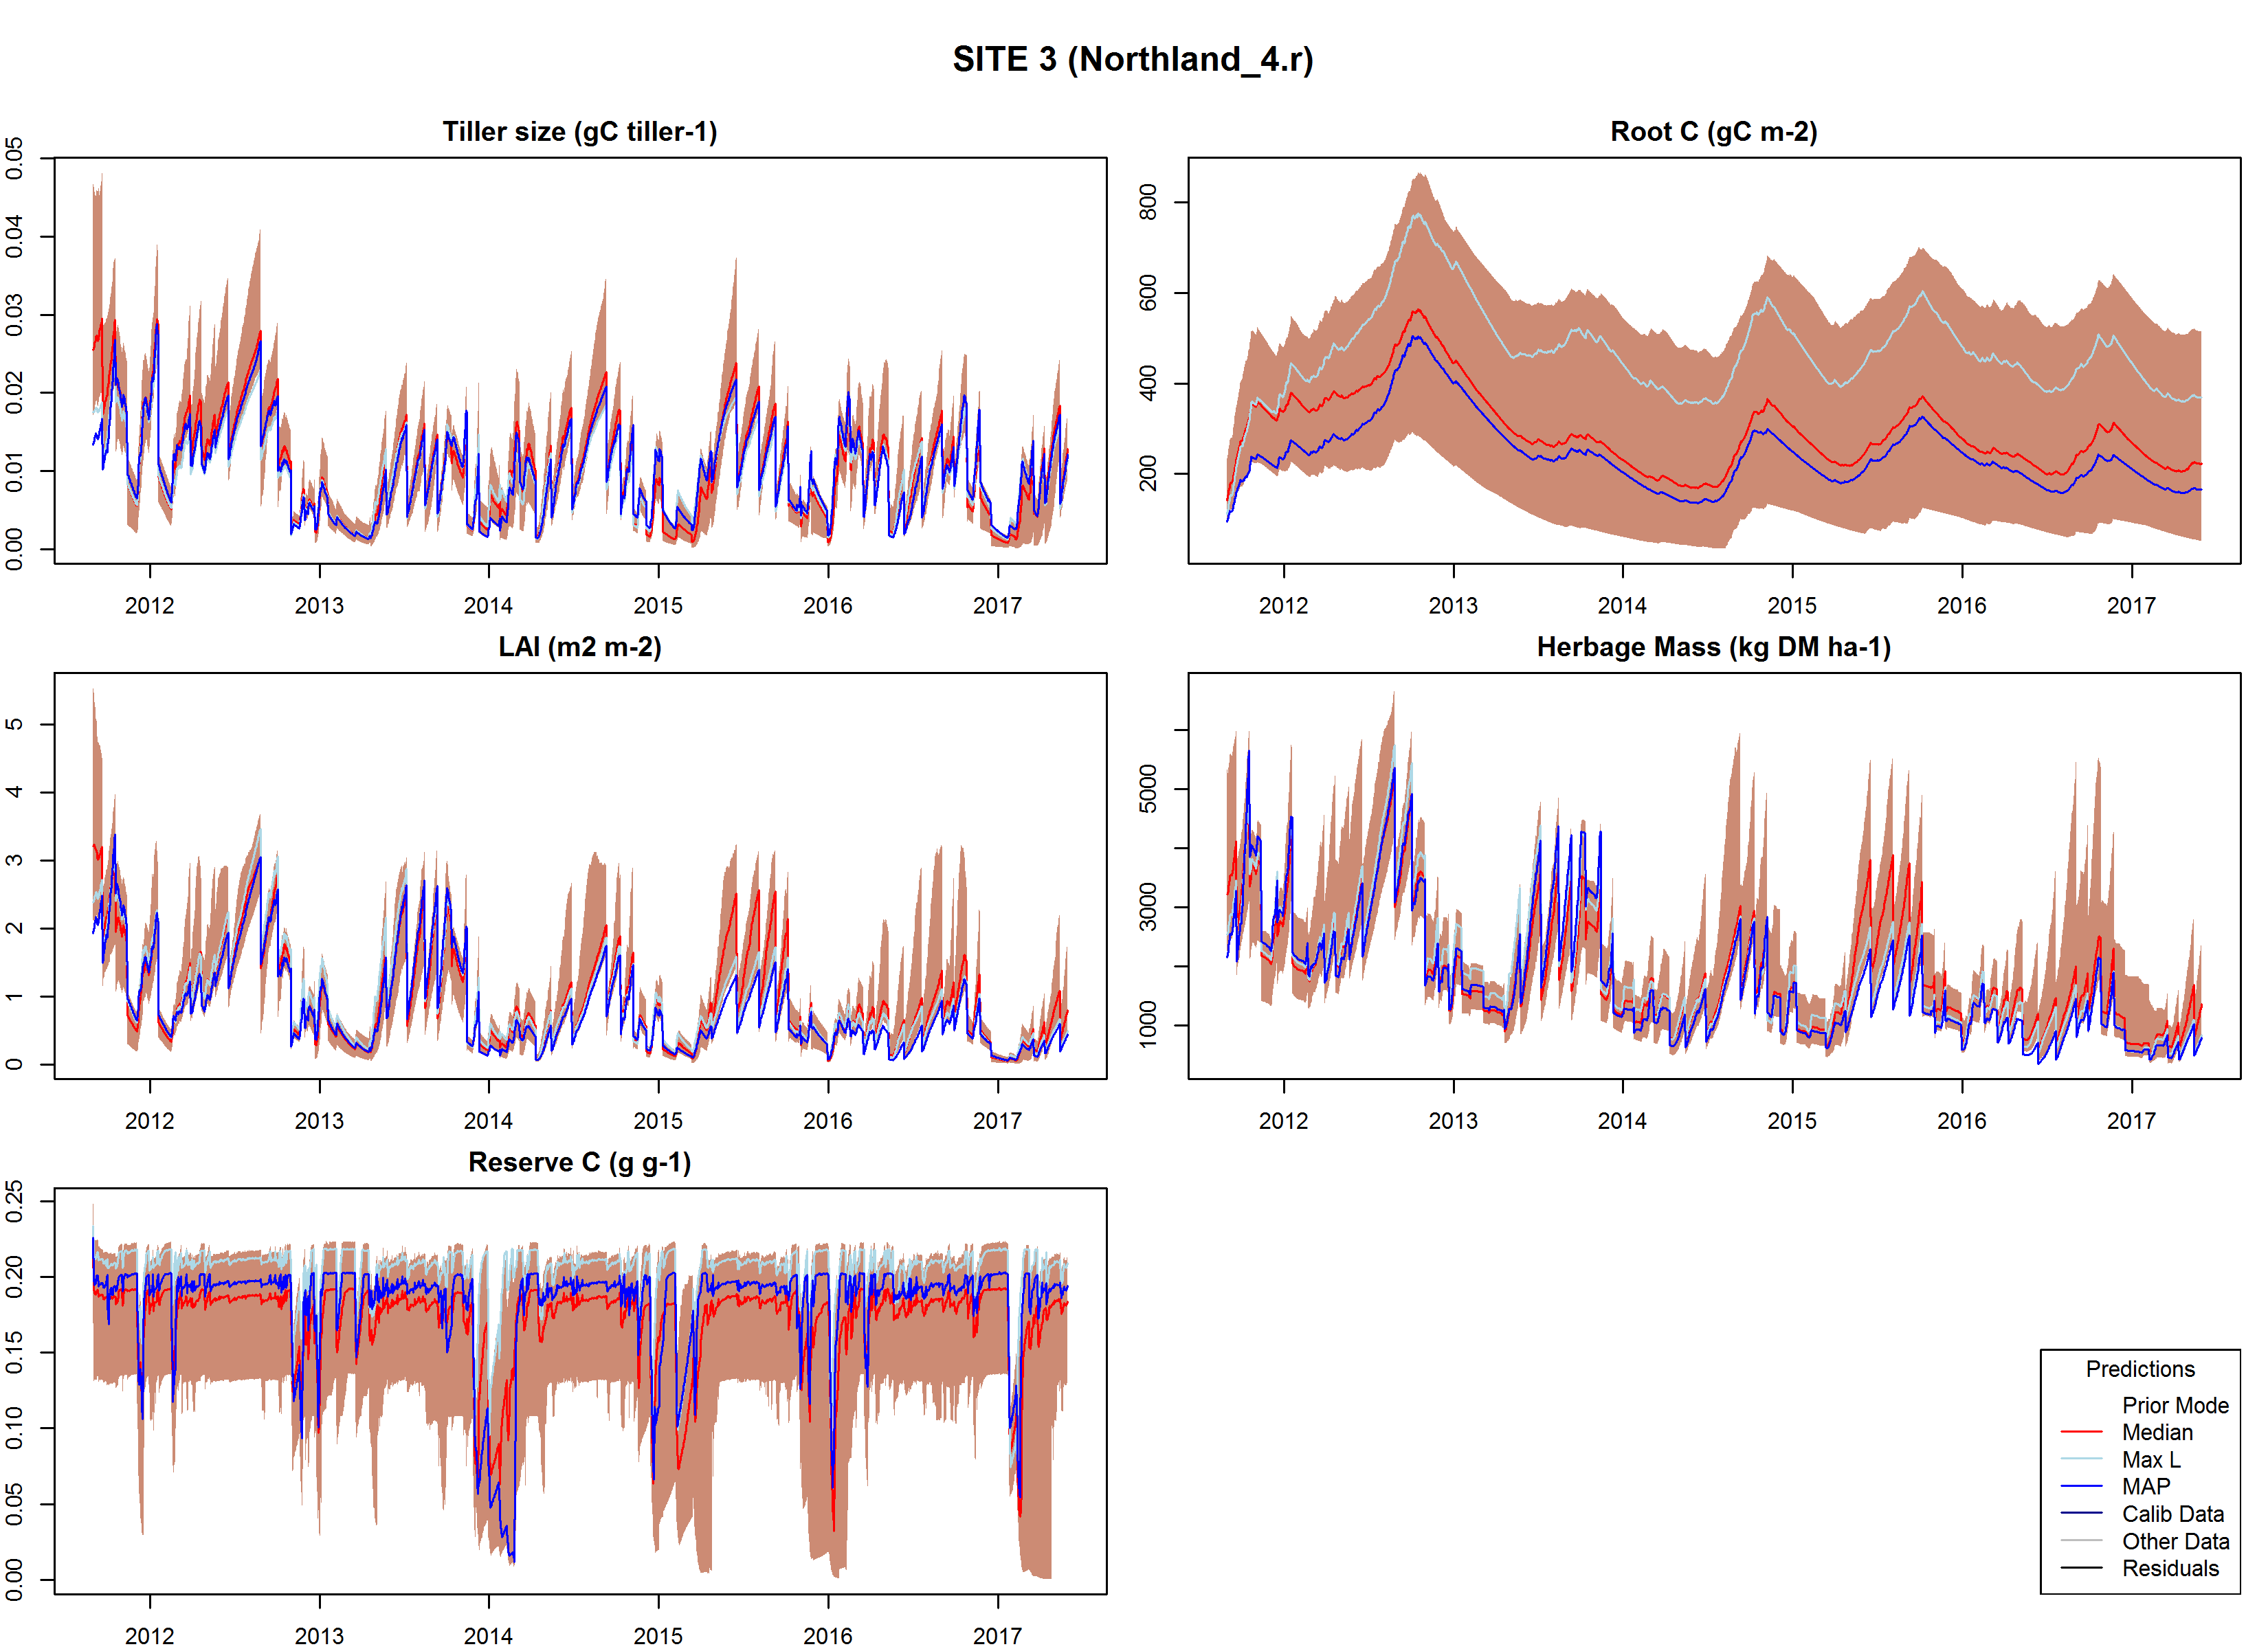 SITE 3 (Northland_4.r)
Tiller size (gC tiller-1)
0.00 0.01 0.02 0.03 0.04 0.05
2012 2013 2014 2015 2016 2017
Root C (gC m-2)
200 400 600 800
2012 2013 2014 2015 2016 2017
LAI (m2 m-2)
0 1 2 3 4 5
2012 2013 2014 2015 2016 2017
Herbage Mass (kg DM ha-1)
1000 3000 5000
2012 2013 2014 2015 2016 2017
Reserve C (g g-1)
0.00 0.05 0.10 0.15 0.20 0.25
2012 2013 2014 2015 2016 2017
Predictions
Prior Mode
Median
Max L
MAP
Calib Data
Other Data
Residuals